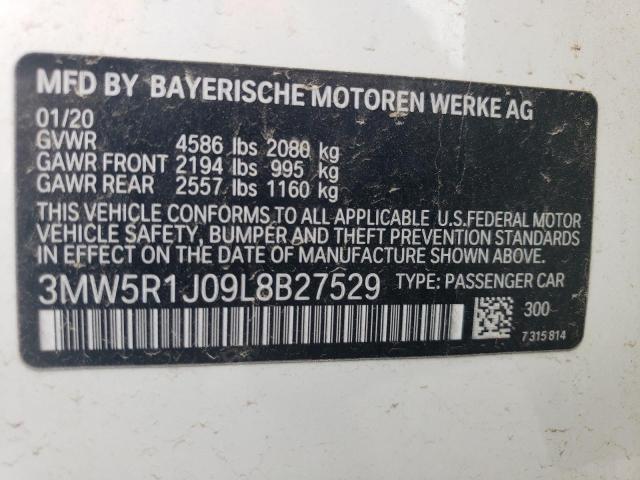 MFD BY BAYERISCHE MOTOREN WERKE AG
01/20
GVWR 4586 lbs 2080 kg
GAWR FRONT 2194 lbs 995 kg
GAWR REAR 2557 lbs 1160 kg
THIS VEHICLE CONFORMS TO ALL APPLICABLE U.S.FEDERAL MOTOR
VEHICLE SAFETY, BUMPER AND THEFT PREVENTION STANDARDS
IN EFFECT ON THE DATE OF MANUFACTURE SHOWN ABOVE.
3MW5R1J09L8B27529 TYPE: PASSENGER CAR
300
7 315 814